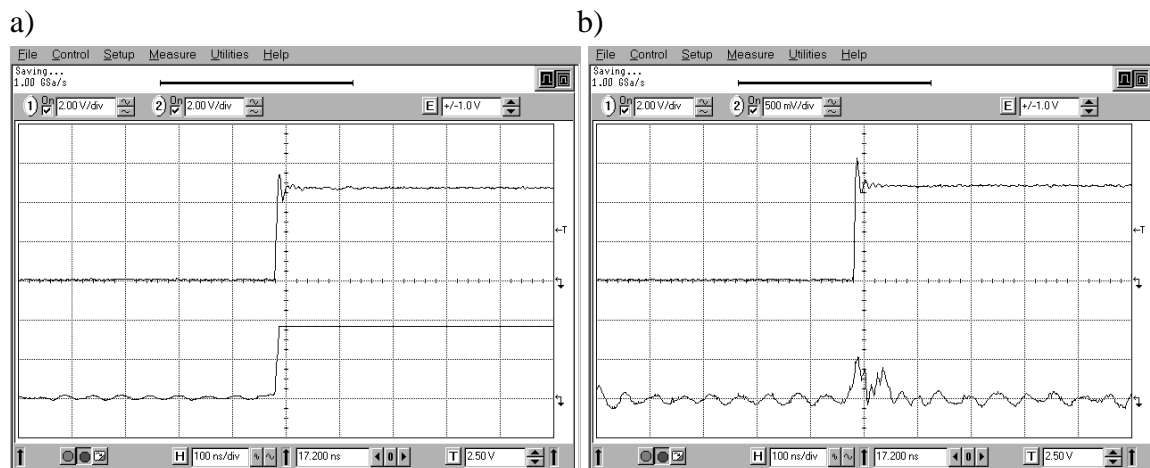 a)
b)
File Control Setup Measure Utilities Help
Saving...
1.00 GSa/s
1 On 2.00 V/div 2 On 2.00 V/div E +/-1.0 V
T
H 100 ns/div 17.200 ns 0 T 2.50 V
File Control Setup Measure Utilities Help
Saving...
1.00 GSa/s
1 On 2.00 V/div 2 On 500 mV/div E +/-1.0 V
T
H 100 ns/div 17.200 ns 0 T 2.50 V